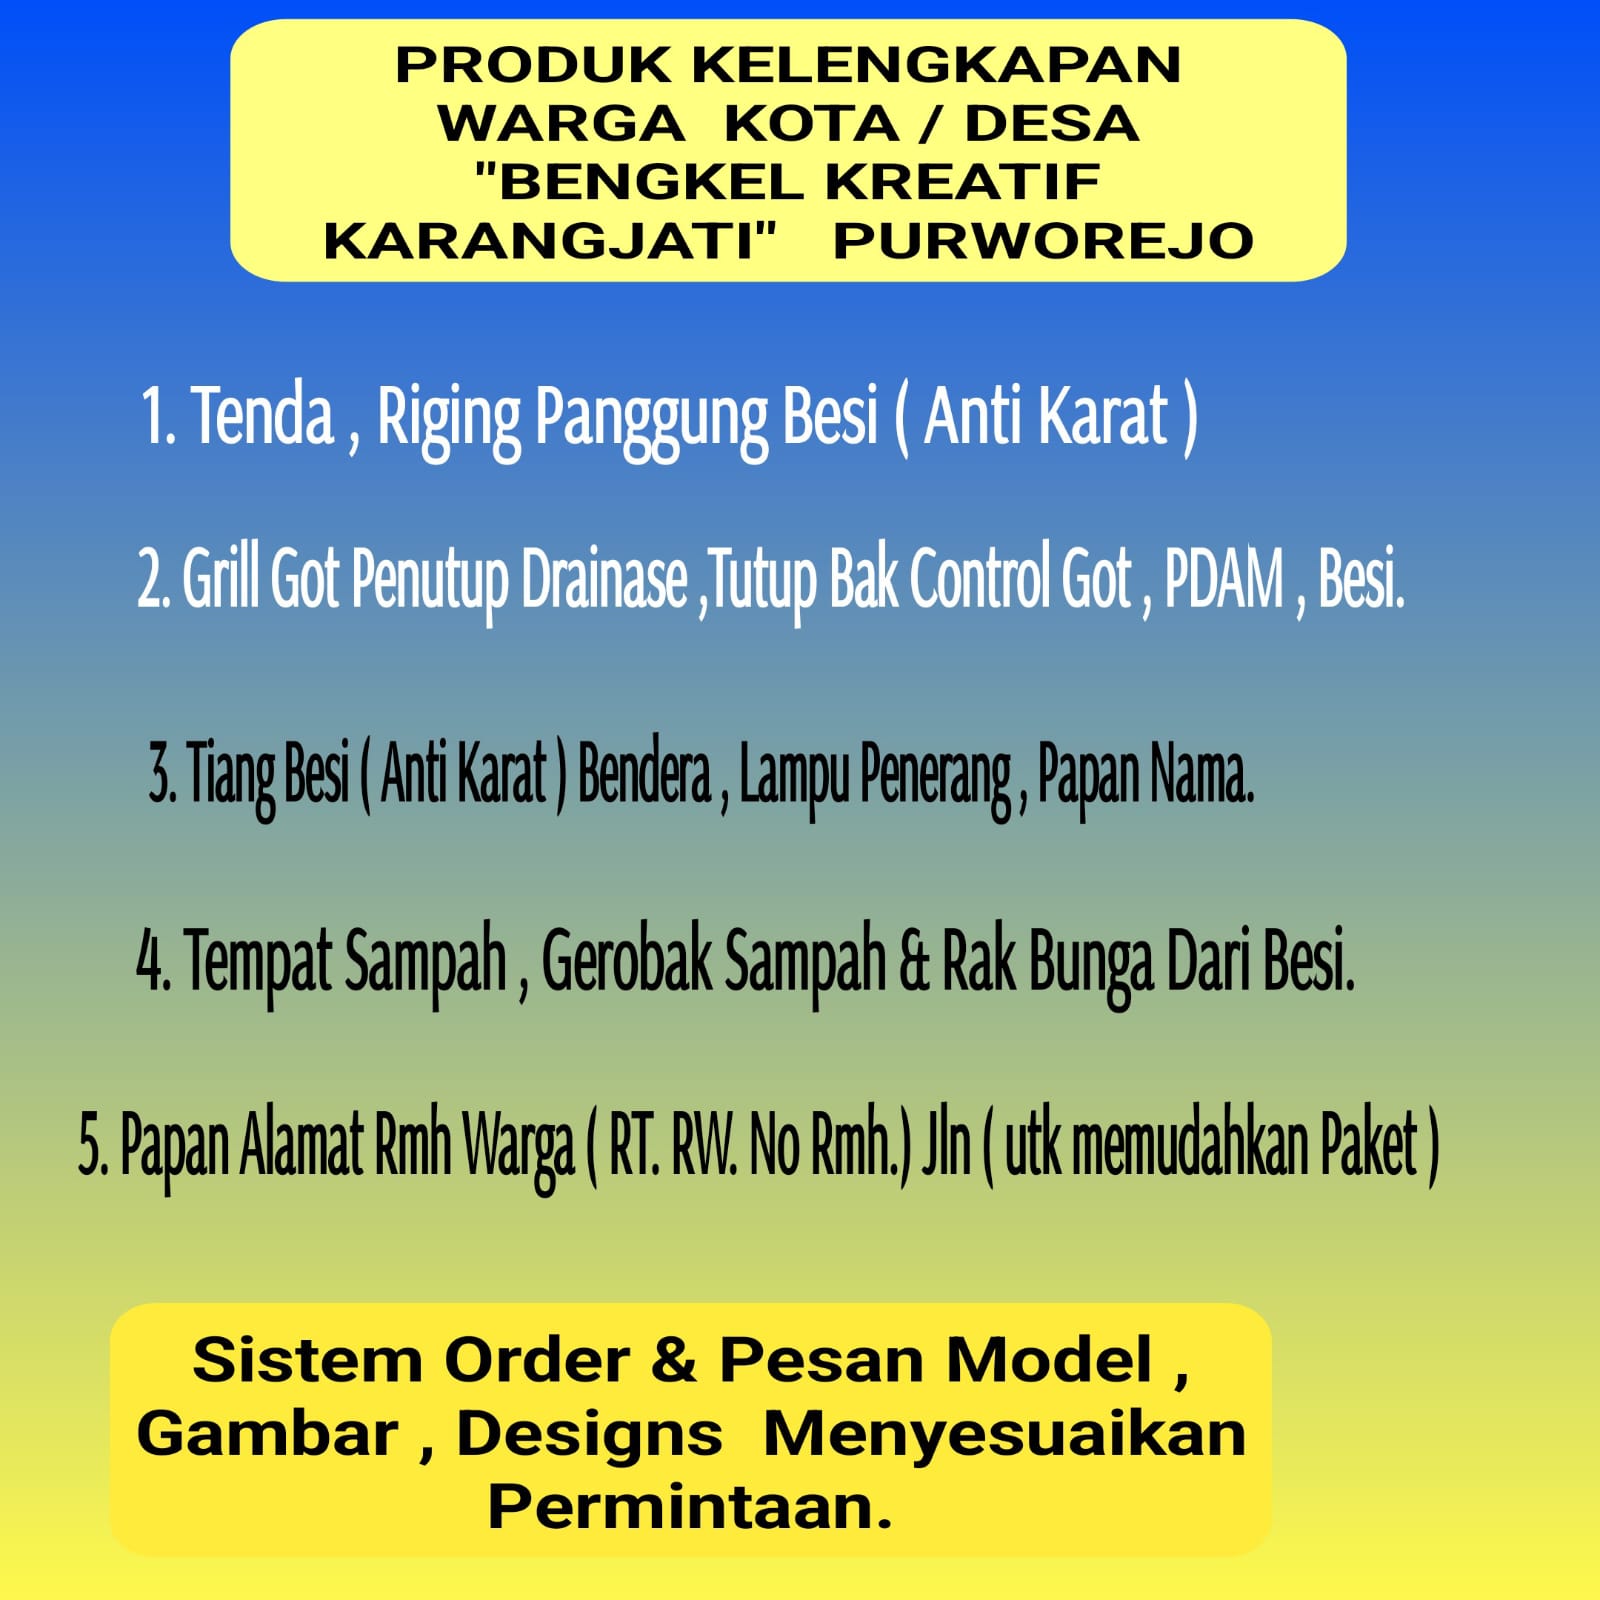 PRODUK KELENGKAPAN
WARGA KOTA / DESA
"BENGKEL KREATIF
KARANGJATI" PURWOREJO
1. Tenda , Riging Panggung Besi ( Anti Karat )
2. Grill Got Penutup Drainase ,Tutup Bak Control Got , PDAM , Besi.
3. Tiang Besi ( Anti Karat ) Bendera , Lampu Penerang , Papan Nama.
4. Tempat Sampah , Gerobak Sampah & Rak Bunga Dari Besi.
5. Papan Alamat Rmh Warga ( RT. RW. No Rmh.) Jln ( utk memudahkan Paket )
Sistem Order & Pesan Model ,
Gambar , Designs Menyesuaikan
Permintaan.